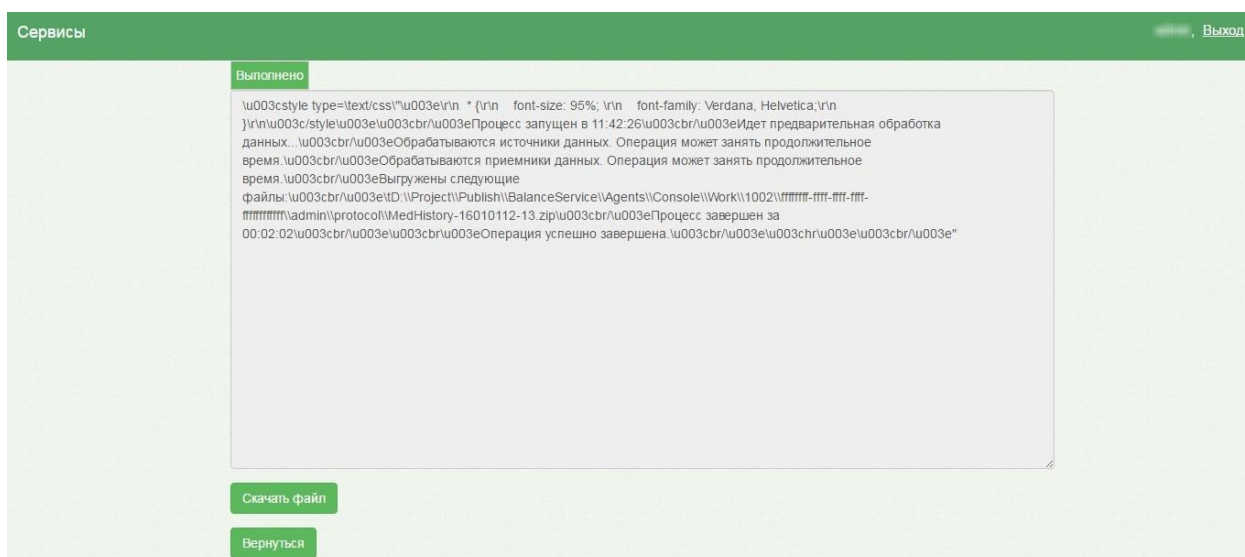 Сервисы
, Выход
Выполнено
\u003cstyle type=\text/css\"\u003e\r\n  * {\r\n    font-size: 95%; \r\n    font-family: Verdana, Helvetica;\r\n
}\r\n\u003c/style\u003e\u003cbr/\u003eПроцесс запущен в 11:42:26\u003cbr/\u003eИдет предварительная обработка
данных...\u003cbr/\u003eОбрабатываются источники данных. Операция может занять продолжительное
время.\u003cbr/\u003eОбрабатываются приемники данных. Операция может занять продолжительное
время.\u003cbr/\u003eВыгружены следующие
файлы:\u003cbr/\u003e\tD:\\Project\\Publish\\BalanceService\\Agents\\Console\\Work\\1002\\ffffffff-ffff-ffff-ffff-
ffffffffffff\\admin\\protocol\\MedHistory-16010112-13.zip\u003cbr/\u003eПроцесс завершен за
00:02:02\u003cbr/\u003e\u003cbr\u003eОперация успешно завершена.\u003cbr/\u003e\u003chr\u003e\u003cbr/\u003e"
Скачать файл
Вернуться